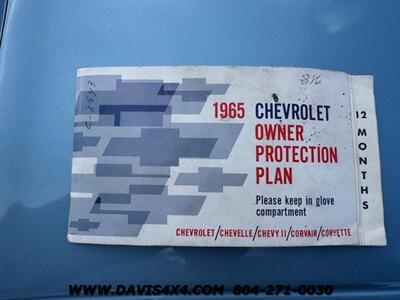 C-2543
1965 CHEVROLET
OWNER
PROTECTION
PLAN
Please keep in glove
compartment
CHEVROLET/CHEVELLE/CHEVY II/CORVAIR/CORVETTE
12 MONTHS
WWW.DAVIS4X4.COM 804-271-0030